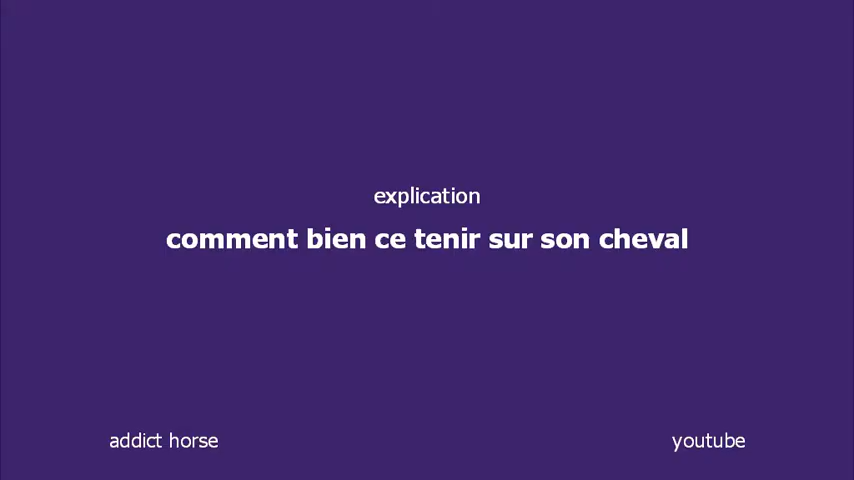 explication
comment bien ce tenir sur son cheval
addict horse
youtube